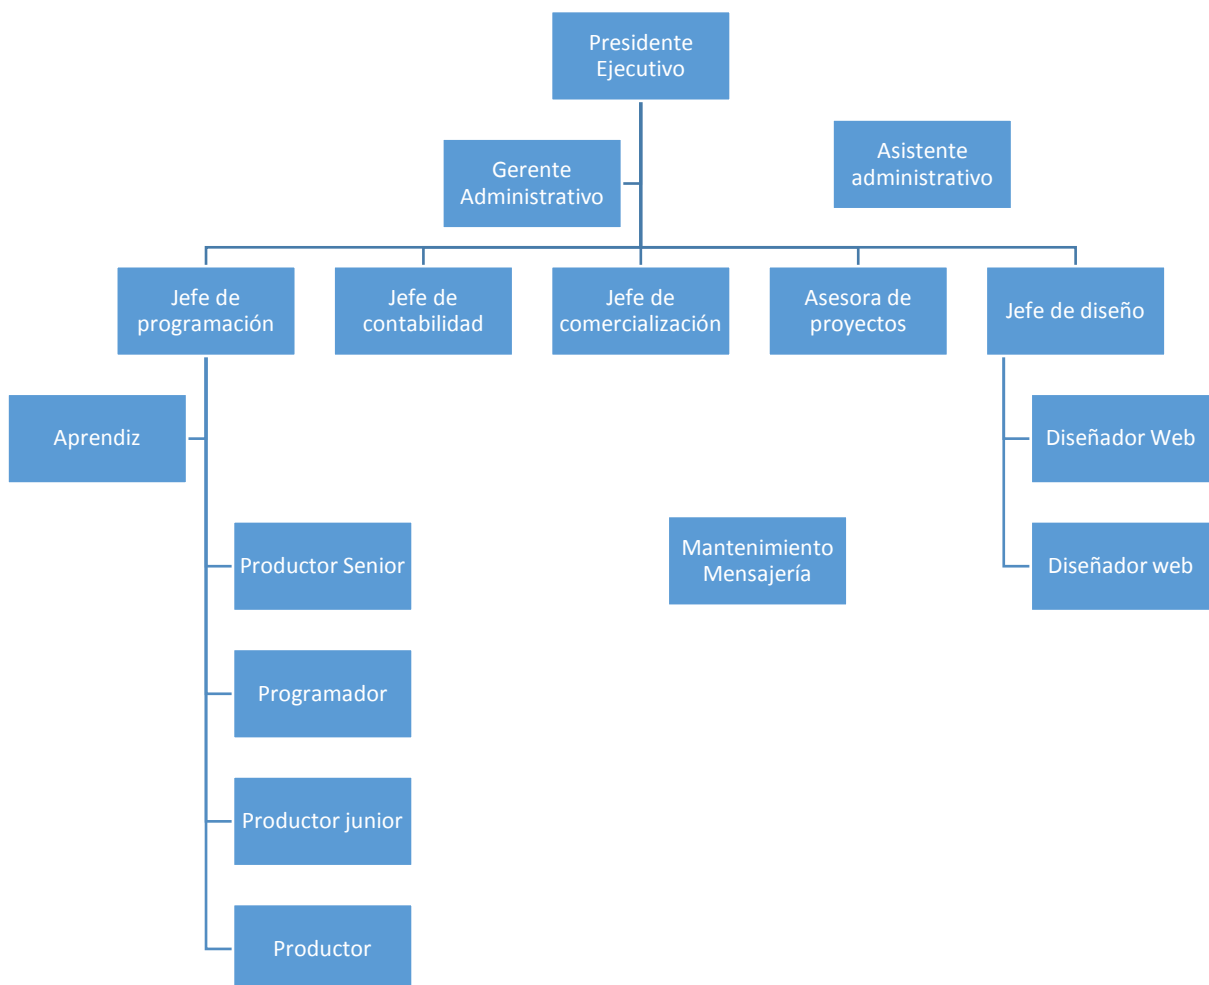 Presidente
Ejecutivo
Asistente
administrativo
Gerente
Administrativo
Jefe de
programación
Jefe de
contabilidad
Jefe de
comercialización
Asesora de
proyectos
Jefe de diseño
Aprendiz
Diseñador Web
Productor Senior
Mantenimiento
Mensajería
Diseñador web
Programador
Productor junior
Productor